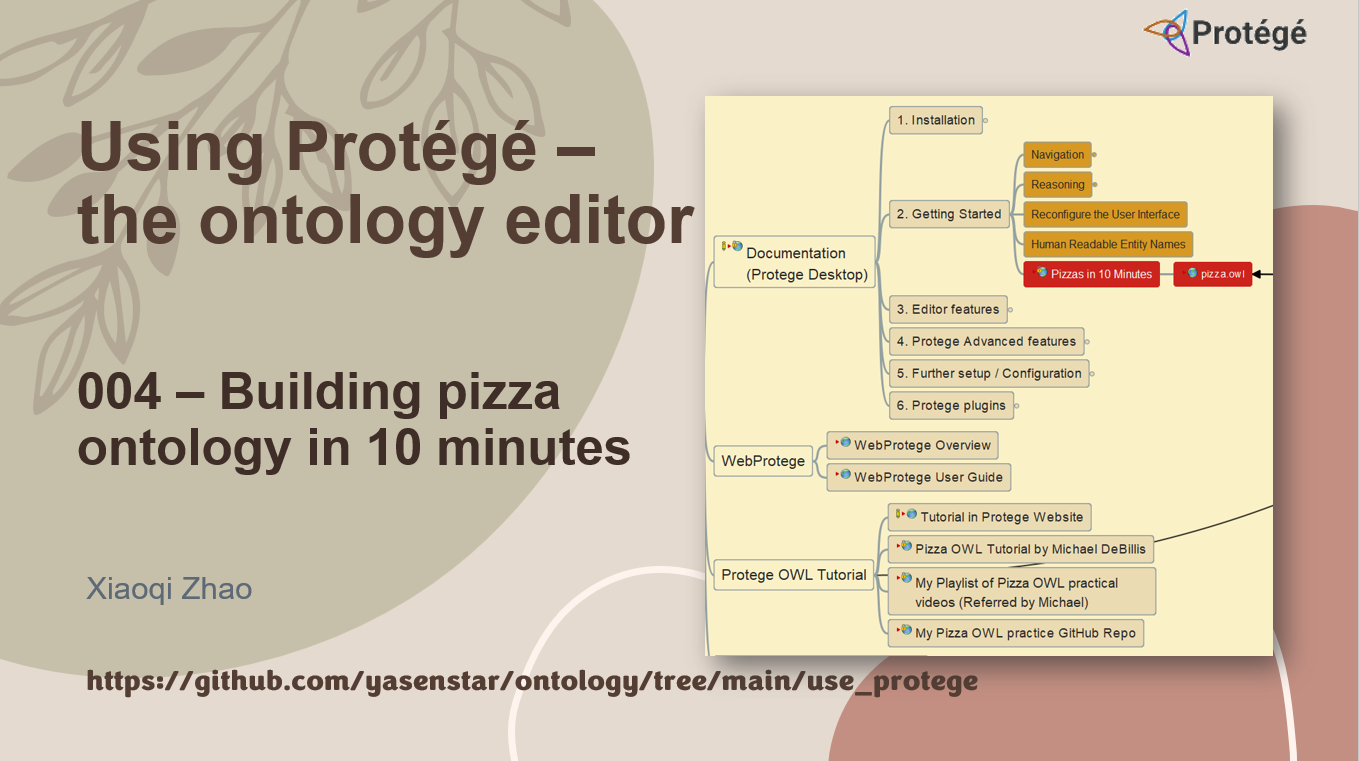 Protégé
Using Protégé –
the ontology editor
004 – Building pizza
ontology in 10 minutes
Xiaoqi Zhao
https://github.com/yasenstar/ontology/tree/main/use_protege
Documentation
(Protege Desktop)
1. Installation
2. Getting Started
Navigation
Reasoning
Reconfigure the User Interface
Human Readable Entity Names
Pizzas in 10 Minutes
pizza.owl
3. Editor features
4. Protege Advanced features
5. Further setup / Configuration
6. Protege plugins
WebProtege
WebProtege Overview
WebProtege User Guide
Protege OWL Tutorial
Tutorial in Protege Website
Pizza OWL Tutorial by Michael DeBillis
My Playlist of Pizza OWL practical
videos (Referred by Michael)
My Pizza OWL practice GitHub Repo